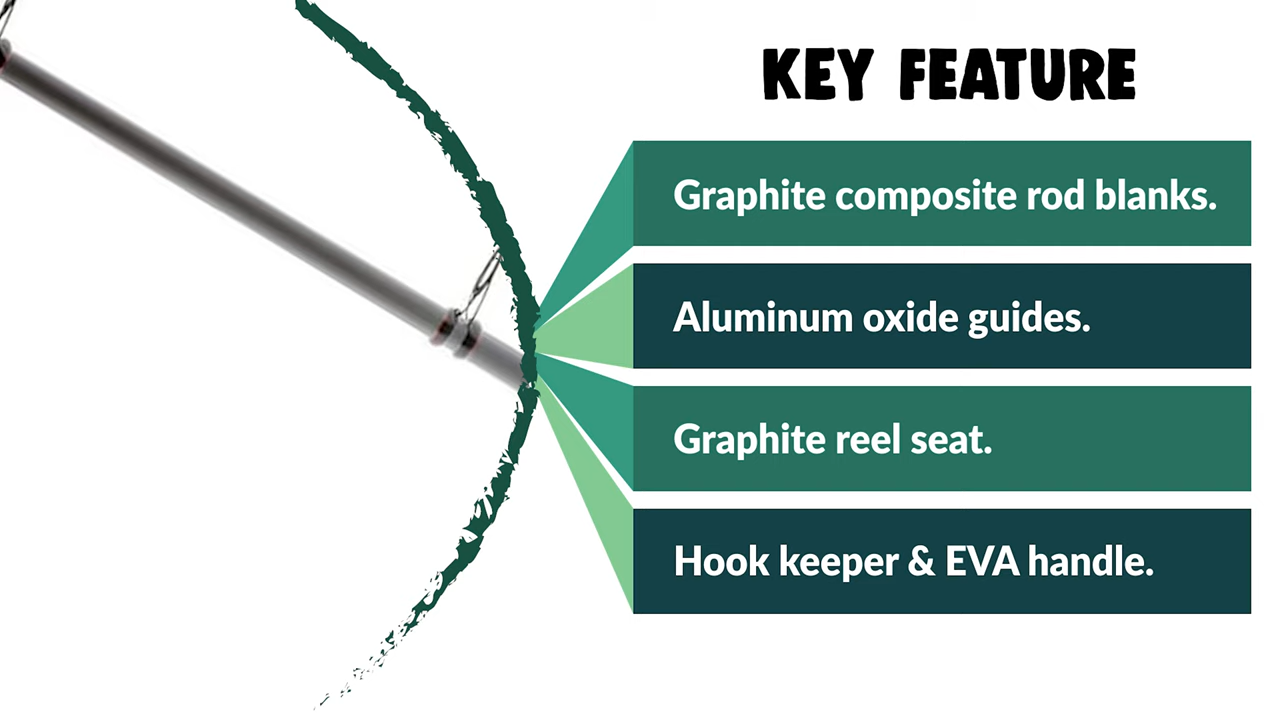 KEY FEATURE
Graphite composite rod blanks.
Aluminum oxide guides.
Graphite reel seat.
Hook keeper & EVA handle.